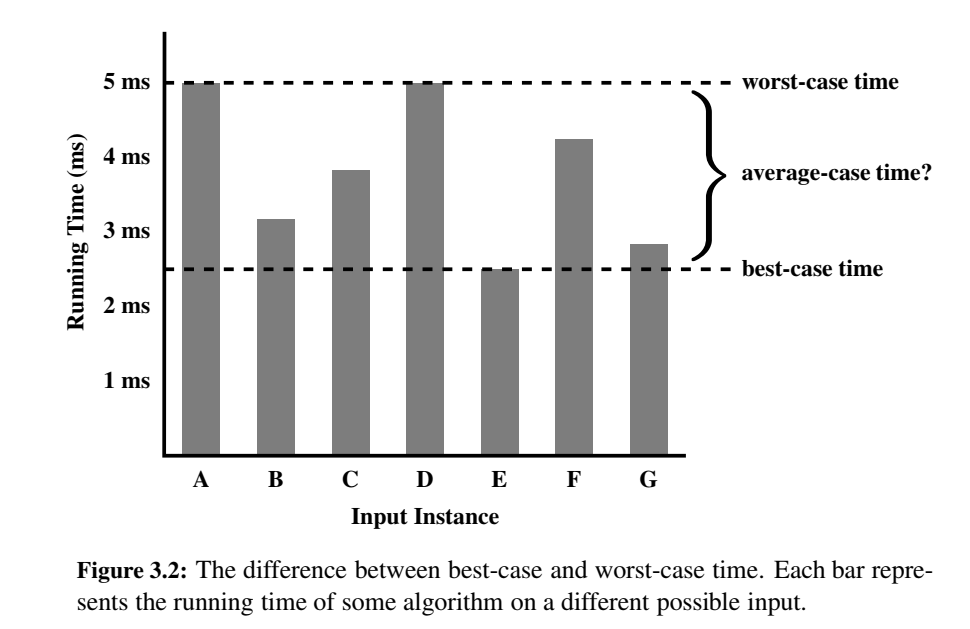 5 ms
worst-case time
4 ms
average-case time?
3 ms
best-case time
2 ms
1 ms
Running Time (ms)
A B C D E F G
Input Instance
Figure 3.2: The difference between best-case and worst-case time. Each bar repre-
sents the running time of some algorithm on a different possible input.